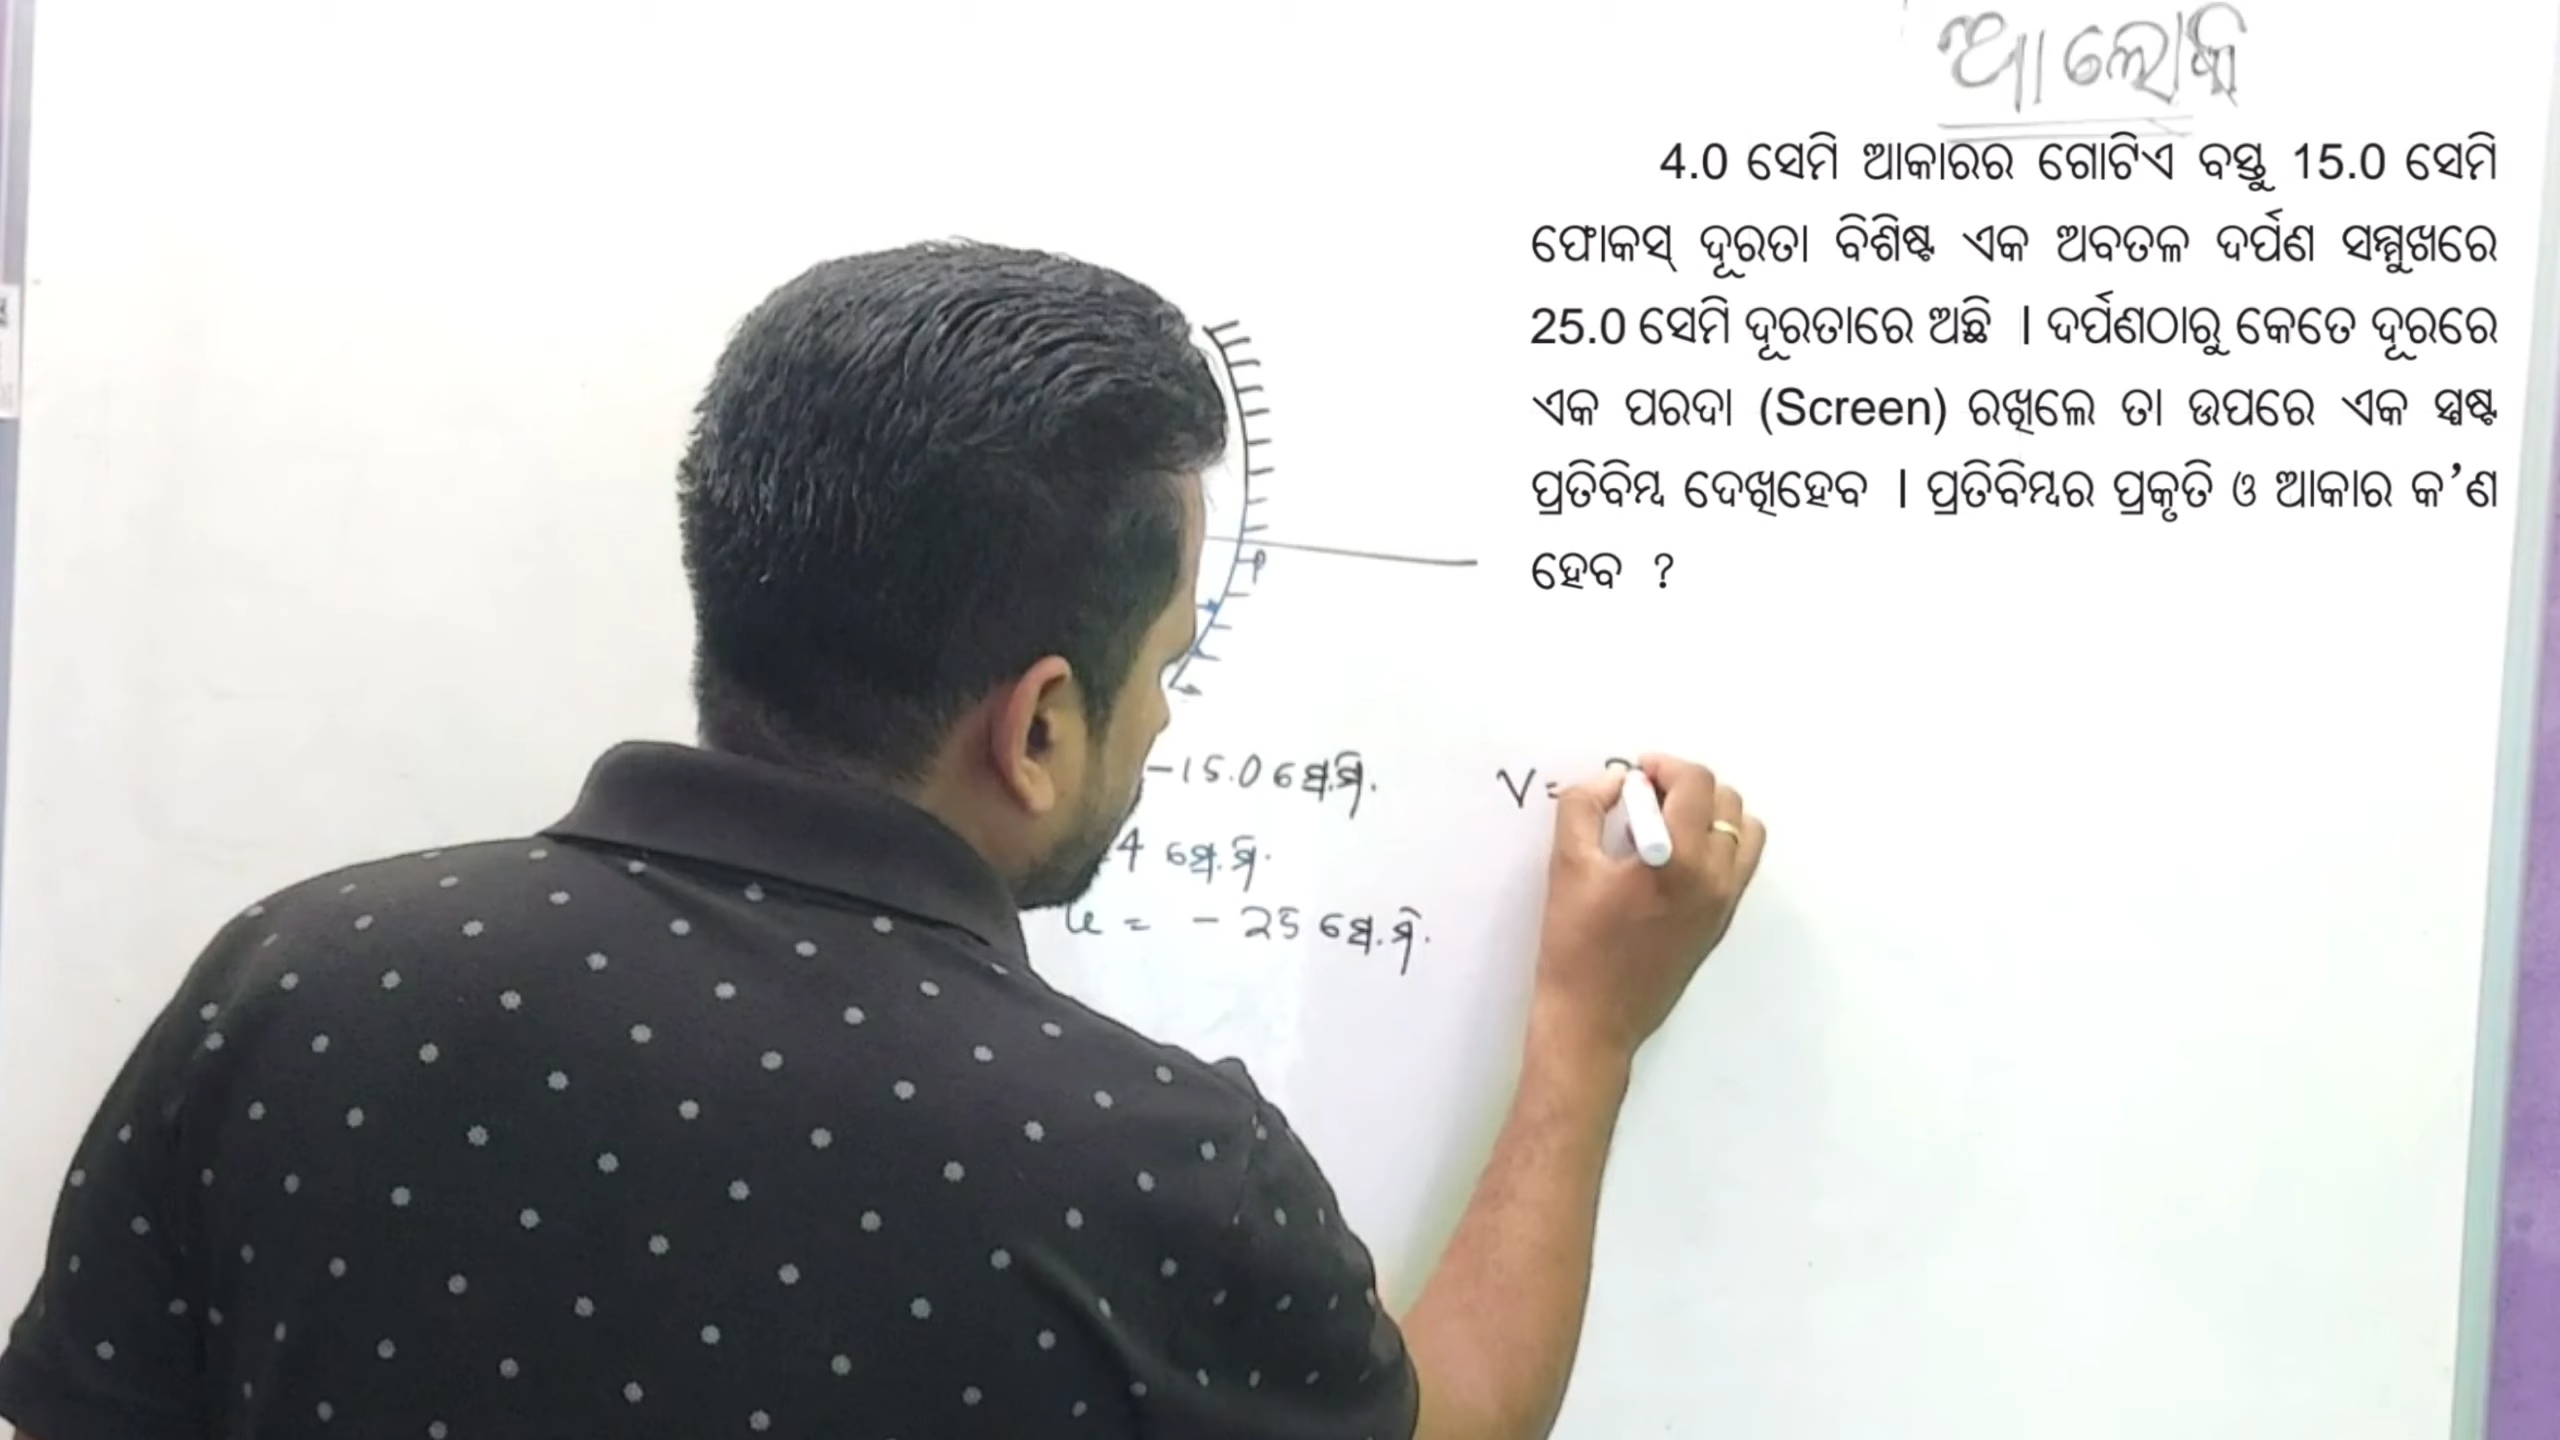 ଆଲୋକ
4.0 ସେମି ଆକାରର ଗୋଟିଏ ବସ୍ତୁ 15.0 ସେମି
ଫୋକସ୍ ଦୂରତା ବିଶିଷ୍ଟ ଏକ ଅବତଳ ଦର୍ପଣ ସମ୍ମୁଖରେ
25.0 ସେମି ଦୂରତାରେ ଅଛି । ଦର୍ପଣଠାରୁ କେତେ ଦୂରରେ
ଏକ ପରଦା (Screen) ରଖିଲେ ତା ଉପରେ ଏକ ସ୍ପଷ୍ଟ
ପ୍ରତିବିମ୍ବ ଦେଖିହେବ । ପ୍ରତିବିମ୍ବର ପ୍ରକୃତି ଓ ଆକାର କ’ଣ
ହେବ ?
P
-15.0 ସେ.ମି. V =
4 ସେ.ମି.
u = - 25 ସେ.ମି.